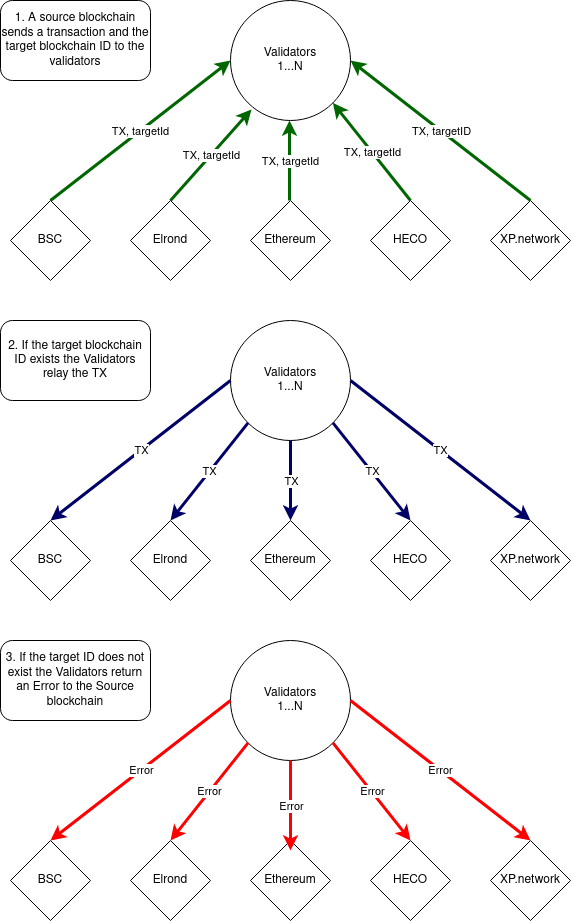 1. A source blockchain
sends a transaction and the
target blockchain ID to the
validators
Validators
1...N
TX, targetId
TX, targetId
TX, targetId
TX, targetId
TX, targetID
BSC
Elrond
Ethereum
HECO
XP.network
2. If the target blockchain
ID exists the Validators
relay the TX
Validators
1...N
TX
TX
TX
TX
TX
BSC
Elrond
Ethereum
HECO
XP.network
3. If the target ID does not
exist the Validators return
an Error to the Source
blockchain
Validators
1...N
Error
Error
Error
Error
Error
BSC
Elrond
Ethereum
HECO
XP.network